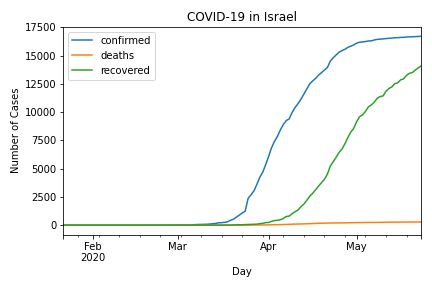 COVID-19 in Israel
17500
15000
12500
10000
7500
5000
2500
0
Number of Cases
confirmed
deaths
recovered
Feb
2020
Mar
Apr
May
Day